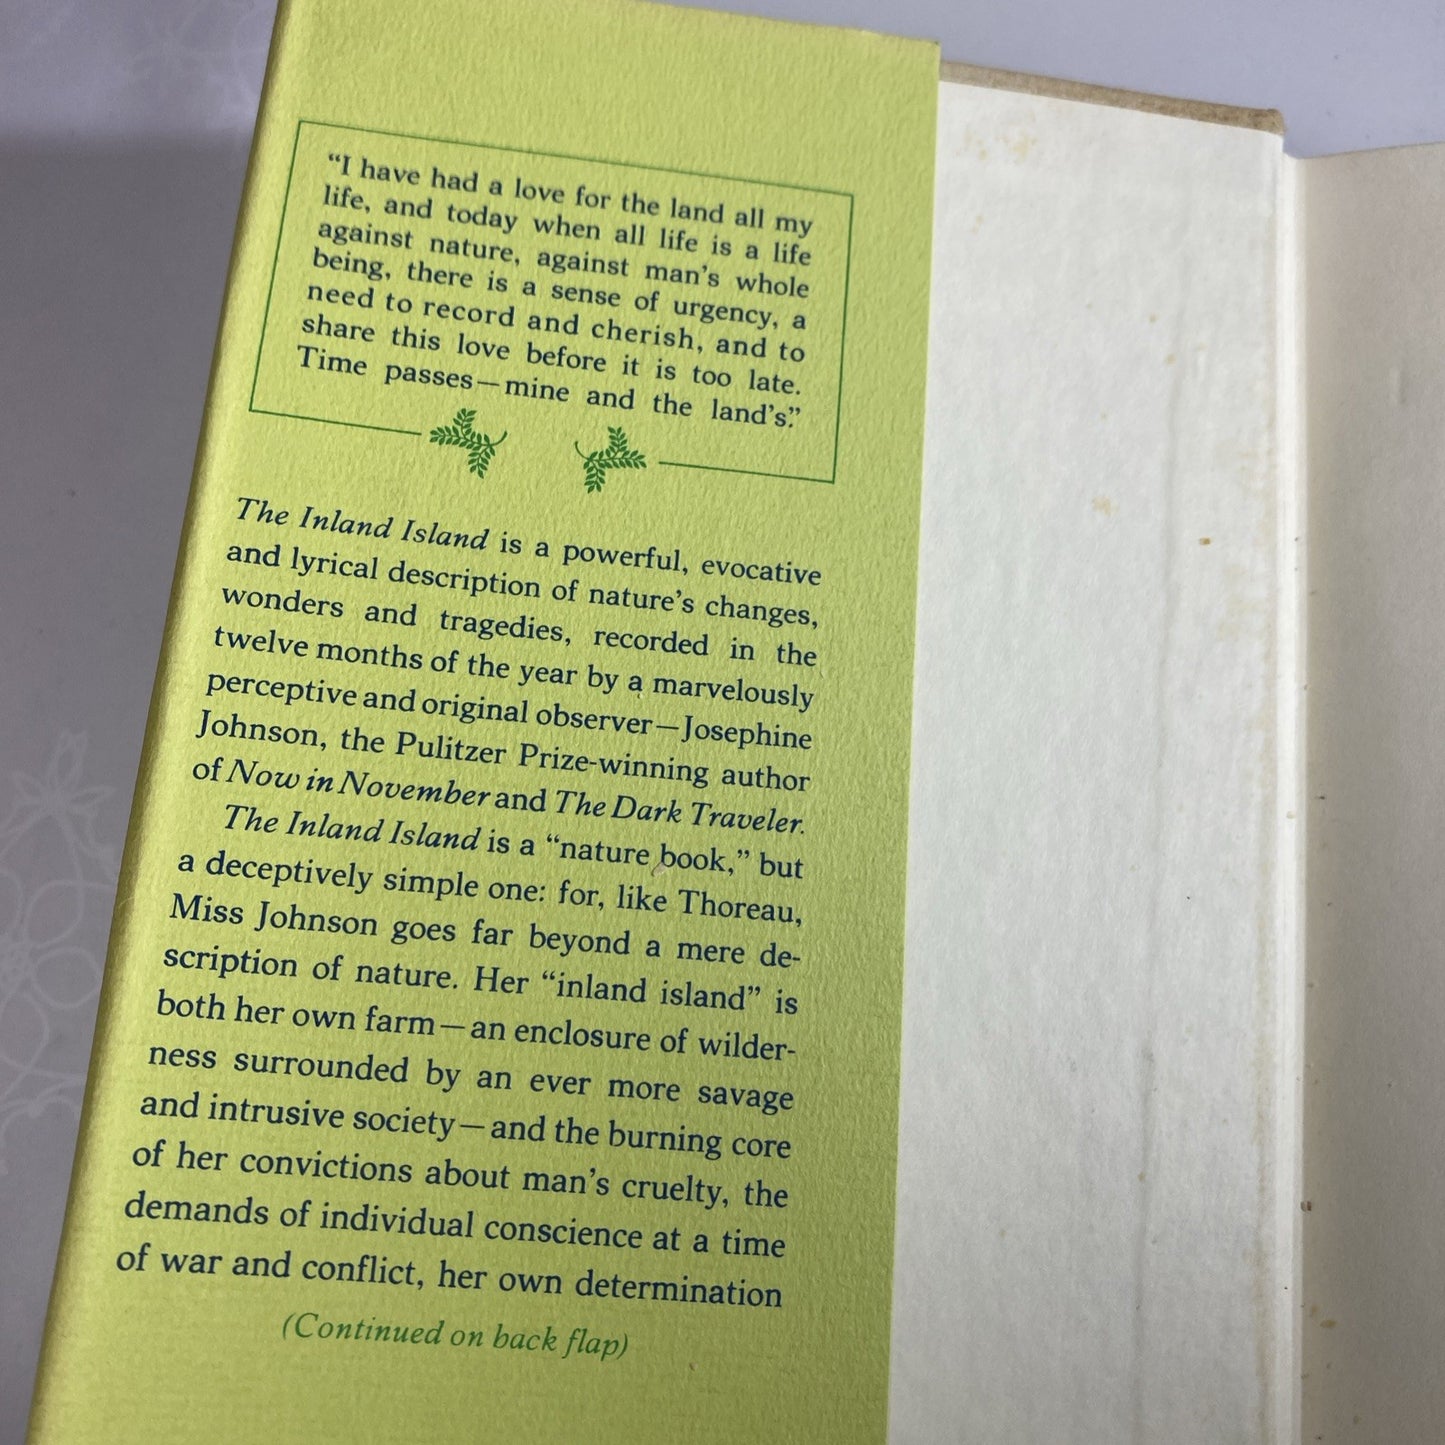 “I have had a love for the land all my
life, and today when all life is a life
against nature, against man’s whole
being, there is a sense of urgency, a
need to record and cherish, and to
share this love before it is too late.
Time passes—mine and the land’s.”
The Inland Island is a powerful, evocative
and lyrical description of nature’s changes,
wonders and tragedies, recorded in the
twelve months of the year by a marvelously
perceptive and original observer—Josephine
Johnson, the Pulitzer Prize-winning author
of Now in November and The Dark Traveler.
The Inland Island is a “nature book,” but
a deceptively simple one: for, like Thoreau,
Miss Johnson goes far beyond a mere de-
scription of nature. Her “inland island” is
both her own farm—an enclosure of wilder-
ness surrounded by an ever more savage
and intrusive society—and the burning core
of her convictions about man’s cruelty, the
demands of individual conscience at a time
of war and conflict, her own determination
(Continued on back flap)